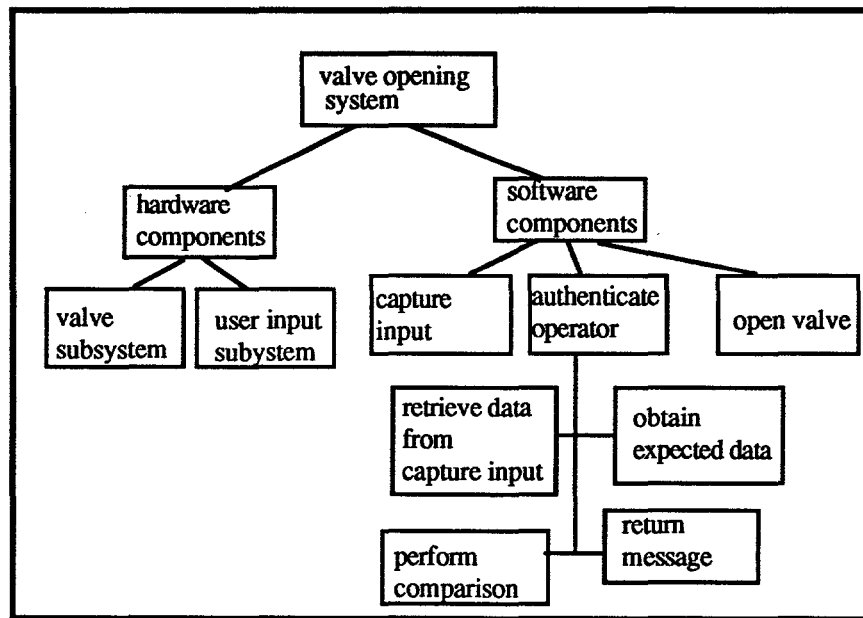 valve opening
system
hardware
components
software
components
valve
subsystem
user input
subystem
capture
input
authenticate
operator
open valve
retrieve data
from
capture input
obtain
expected data
perform
comparison
return
message